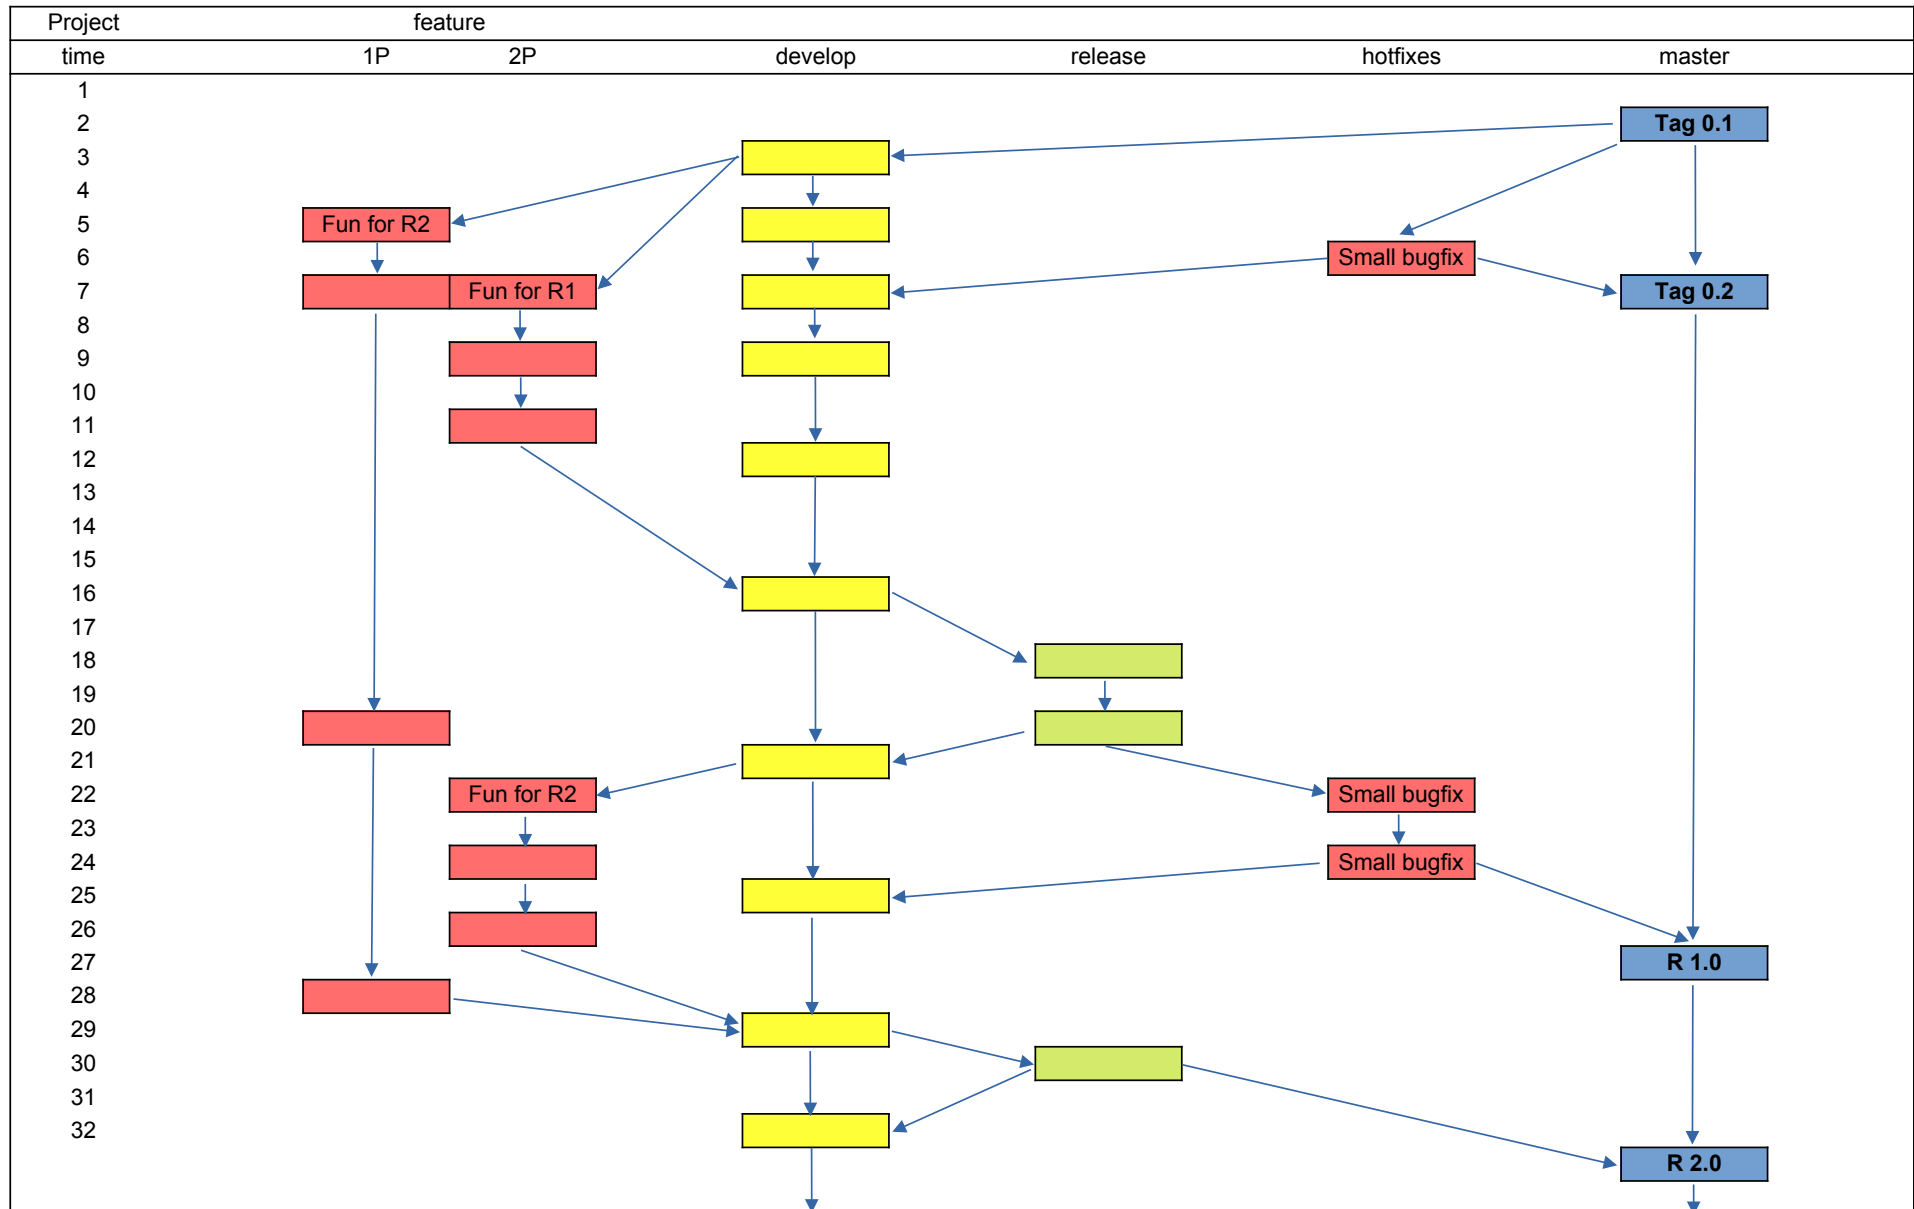 Project feature
time 1P 2P develop release hotfixes master
1
2 Tag 0.1
3
4
5 Fun for R2
6 Small bugfix
7 Fun for R1 Tag 0.2
8
9
10
11
12
13
14
15
16
17
18
19
20
21
22 Fun for R2 Small bugfix
23
24 Small bugfix
25
26
27 R 1.0
28
29
30
31
32
R 2.0